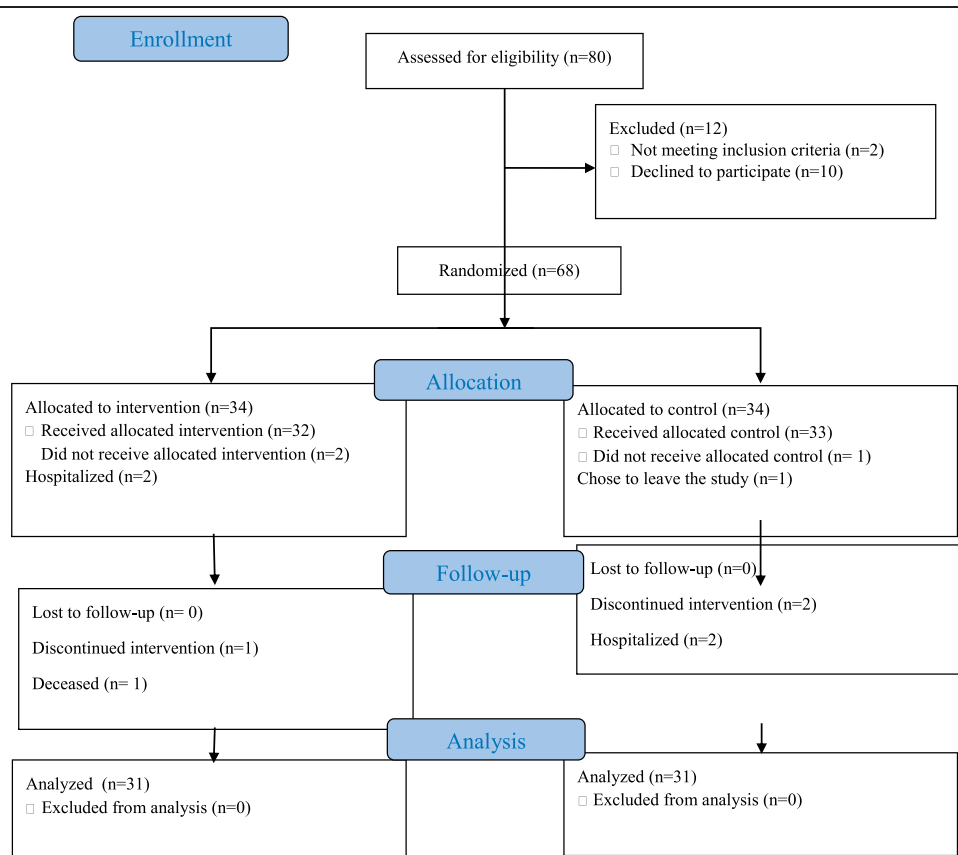 Enrollment
Assessed for eligibility (n=80)
Excluded (n=12)
□ Not meeting inclusion criteria (n=2)
□ Declined to participate (n=10)
Randomized (n=68)
Allocation
Allocated to intervention (n=34)
□ Received allocated intervention (n=32)
Did not receive allocated intervention (n=2)
Hospitalized (n=2)
Allocated to control (n=34)
□ Received allocated control (n=33)
□ Did not receive allocated control (n= 1)
Chose to leave the study (n=1)
Follow-up
Lost to follow-up (n= 0)
Discontinued intervention (n=1)
Deceased (n= 1)
Lost to follow-up (n=0)
Discontinued intervention (n=2)
Hospitalized (n=2)
Analysis
Analyzed (n=31)
□ Excluded from analysis (n=0)
Analyzed (n=31)
□ Excluded from analysis (n=0)